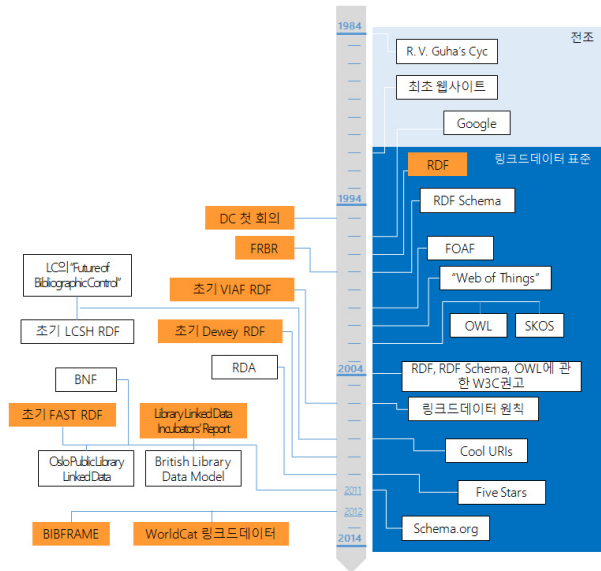 1984
전조
R. V. Guha's Cyc
최초 웹사이트
Google
링크드데이터 표준
RDF
1994
RDF Schema
DC 첫 회의
FRBR
FOAF
LC의 "Future of
Bibliographic Control"
"Web of Things"
초기 VIAF RDF
초기 LCSH RDF
초기 Dewey RDF
OWL
SKOS
RDA
2004
RDF, RDF Schema, OWL에 관
한 W3C권고
BNF
링크드데이터 원칙
초기 FAST RDF
Library Linked Data
Incubators' Report
Cool URIs
Oslo Public Library
Linked Data
British Library
Data Model
2011
Five Stars
2012
BIBFRAME
WorldCat 링크드데이터
Schema.org
2014